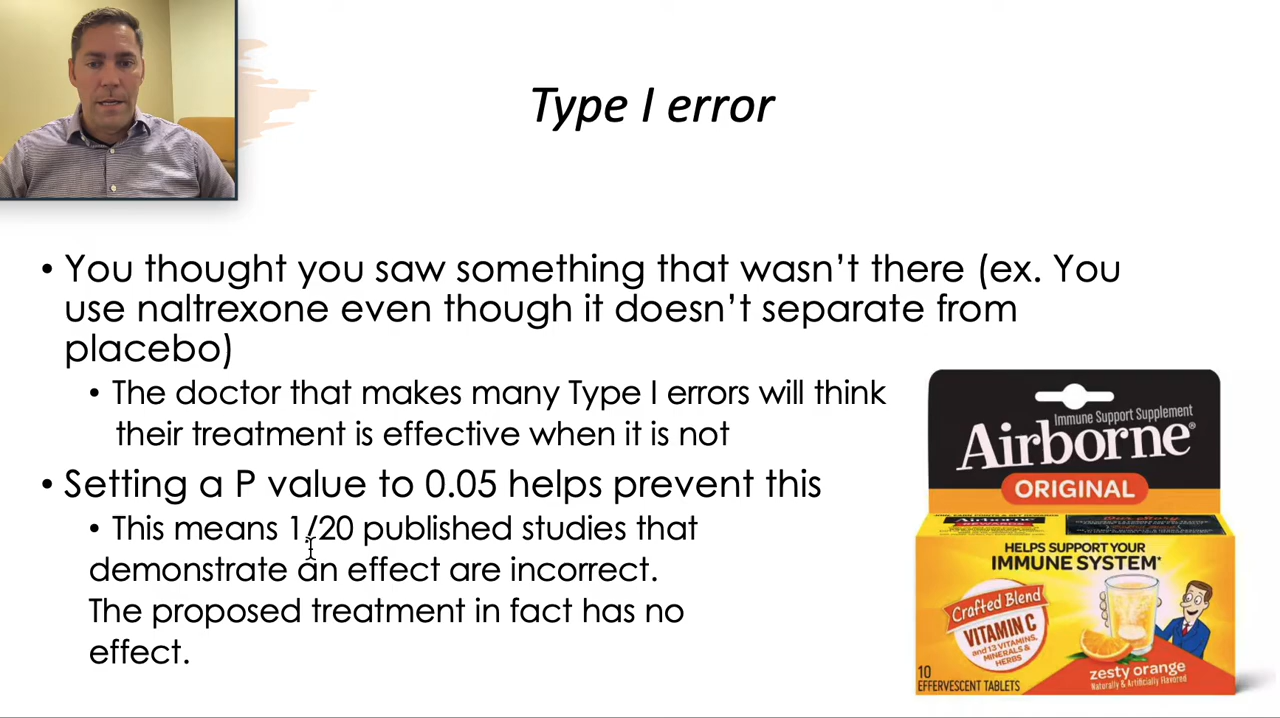 Type I error
• You thought you saw something that wasn’t there (ex. You
use naltrexone even though it doesn’t separate from
placebo)
• The doctor that makes many Type I errors will think
their treatment is effective when it is not
• Setting a P value to 0.05 helps prevent this
• This means 1/20 published studies that
demonstrate an effect are incorrect.
The proposed treatment in fact has no
effect.
Immune Support Supplement
Airborne®
ORIGINAL
Airborne
HELPS SUPPORT YOUR
IMMUNE SYSTEM*
Crafted Blend
VITAMIN C
and 13 VITAMINS,
MINERALS &
HERBS
zesty orange
Naturally & Artificially Flavored
10
EFFERVESCENT TABLETS